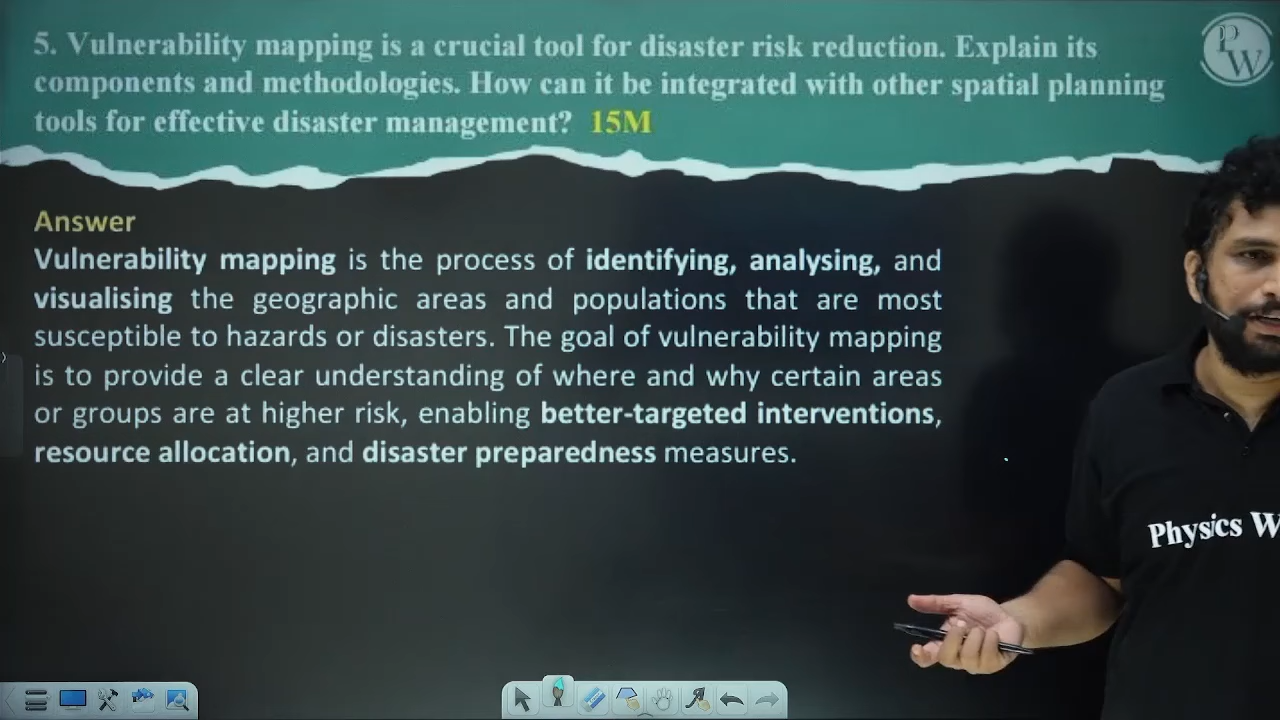 5. Vulnerability mapping is a crucial tool for disaster risk reduction. Explain its
components and methodologies. How can it be integrated with other spatial planning
tools for effective disaster management? 15M
PW
Answer
Vulnerability mapping is the process of identifying, analysing, and
visualising the geographic areas and populations that are most
susceptible to hazards or disasters. The goal of vulnerability mapping
is to provide a clear understanding of where and why certain areas
or groups are at higher risk, enabling better-targeted interventions,
resource allocation, and disaster preparedness measures.
Physics W